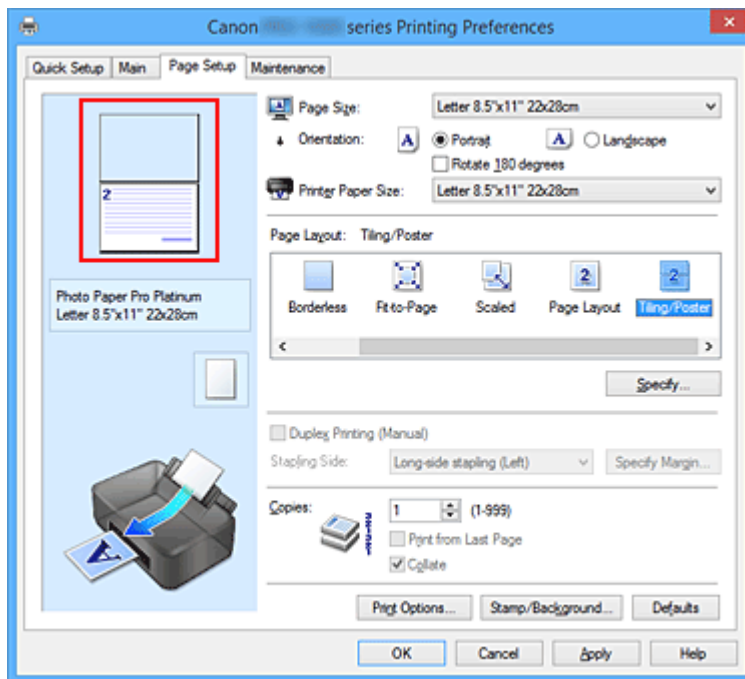 Canon series Printing Preferences
Quick Setup Main Page Setup Maintenance
2
Photo Paper Pro Platinum
Letter 8.5"x11" 22x28cm
A
Page Size: Letter 8.5"x11" 22x28cm
Orientation: A Portrait A Landscape
Rotate 180 degrees
Printer Paper Size: Letter 8.5"x11" 22x28cm
Page Layout: Tiling/Poster
2 2
Borderless Fit-to-Page Scaled Page Layout Tiling/Poster
Specify...
Duplex Printing (Manual)
Stapling Side: Long-side stapling (Left) Specify Margin...
Copies: 1 (1-999)
Print from Last Page
Collate
Print Options... Stamp/Background... Defaults
OK Cancel Apply Help